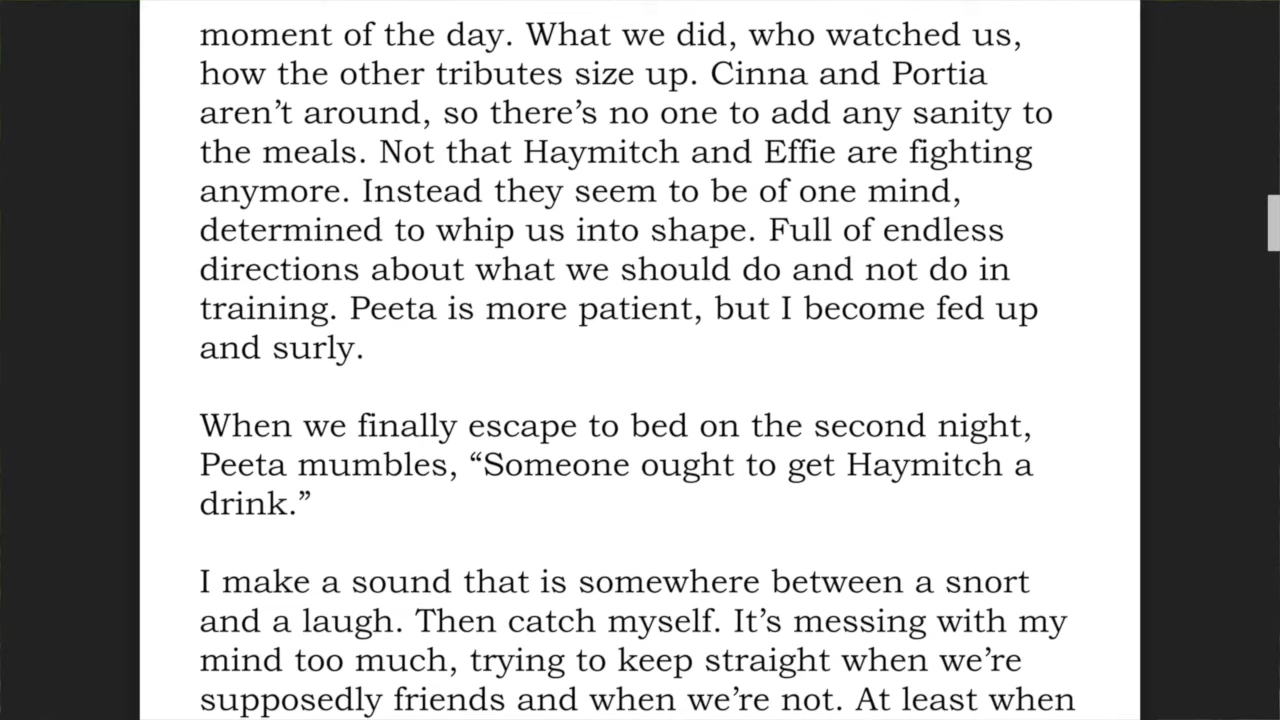 moment of the day. What we did, who watched us,
how the other tributes size up. Cinna and Portia
aren’t around, so there’s no one to add any sanity to
the meals. Not that Haymitch and Effie are fighting
anymore. Instead they seem to be of one mind,
determined to whip us into shape. Full of endless
directions about what we should do and not do in
training. Peeta is more patient, but I become fed up
and surly.
When we finally escape to bed on the second night,
Peeta mumbles, “Someone ought to get Haymitch a
drink.”
I make a sound that is somewhere between a snort
and a laugh. Then catch myself. It’s messing with my
mind too much, trying to keep straight when we’re
supposedly friends and when we’re not. At least when